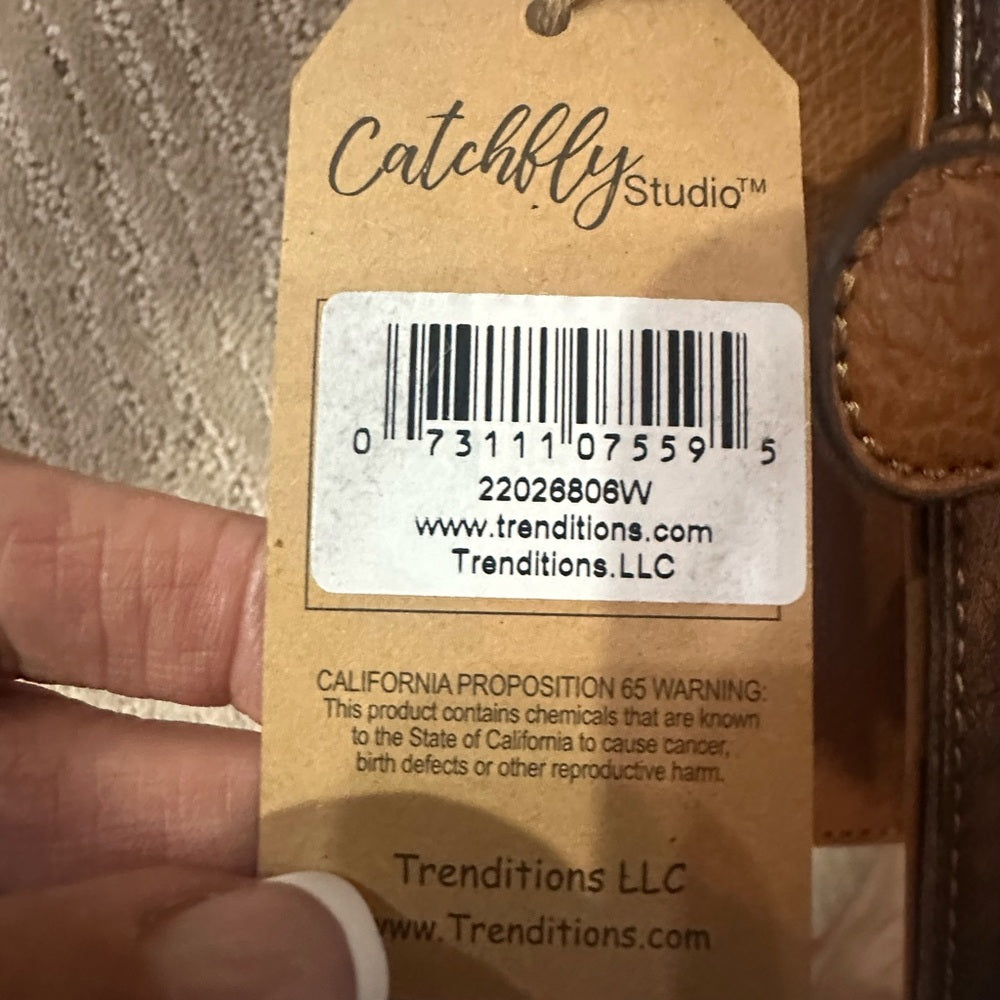 Catchfly Studio™
0 73111 07559 5
22026806W
www.trenditions.com
Trenditions.LLC
CALIFORNIA PROPOSITION 65 WARNING:
This product contains chemicals that are known
to the State of California to cause cancer,
birth defects or other reproductive harm.
Trenditions LLC
www.Trenditions.com